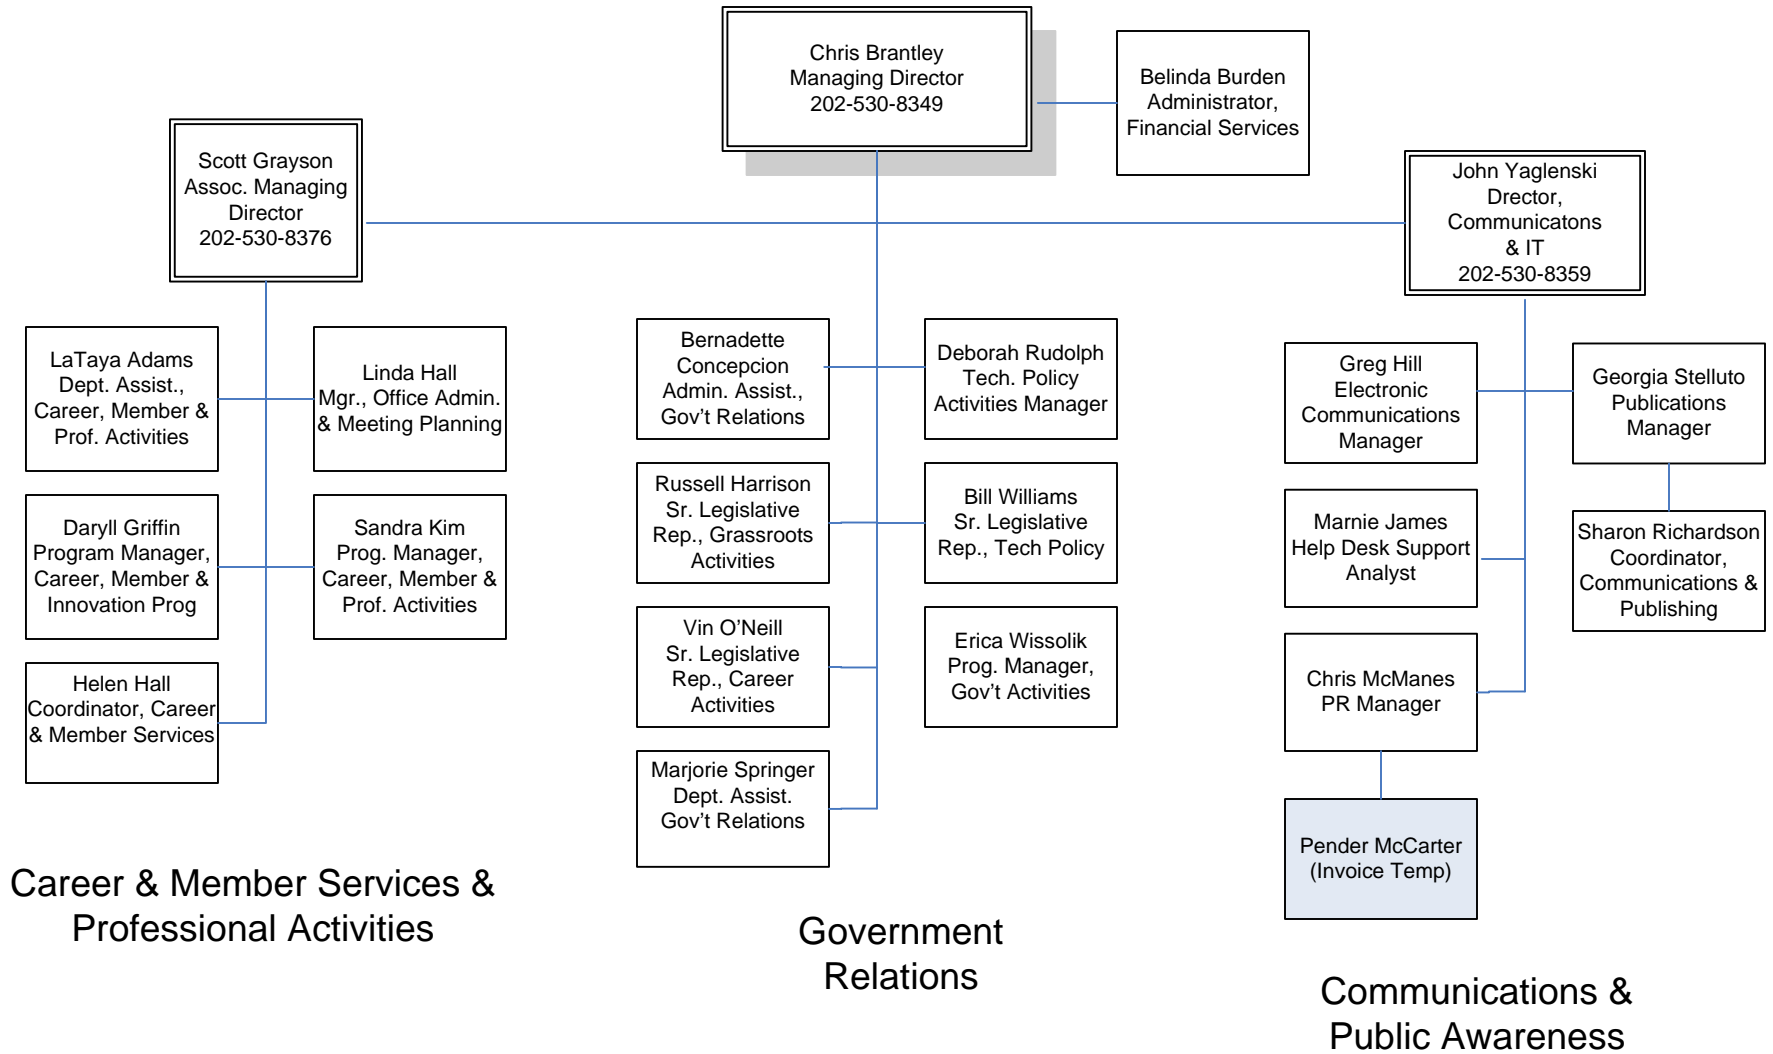 Chris Brantley
Managing Director
202-530-8349
Belinda Burden
Administrator,
Financial Services
Scott Grayson
Assoc. Managing
Director
202-530-8376
John Yaglenski
Drector,
Communicatons
& IT
202-530-8359
LaTaya Adams
Dept. Assist.,
Career, Member &
Prof. Activities
Linda Hall
Mgr., Office Admin.
& Meeting Planning
Daryll Griffin
Program Manager,
Career, Member &
Innovation Prog
Sandra Kim
Prog. Manager,
Career, Member &
Prof. Activities
Helen Hall
Coordinator, Career
& Member Services
Career & Member Services &
Professional Activities
Bernadette
Concepcion
Admin. Assist.,
Gov’t Relations
Deborah Rudolph
Tech. Policy
Activities Manager
Russell Harrison
Sr. Legislative
Rep., Grassroots
Activities
Bill Williams
Sr. Legislative
Rep., Tech Policy
Vin O’Neill
Sr. Legislative
Rep., Career
Activities
Erica Wissolik
Prog. Manager,
Gov’t Activities
Marjorie Springer
Dept. Assist.
Gov’t Relations
Government
Relations
Greg Hill
Electronic
Communications
Manager
Georgia Stelluto
Publications
Manager
Marnie James
Help Desk Support
Analyst
Sharon Richardson
Coordinator,
Communications &
Publishing
Chris McManes
PR Manager
Pender McCarter
(Invoice Temp)
Communications &
Public Awareness